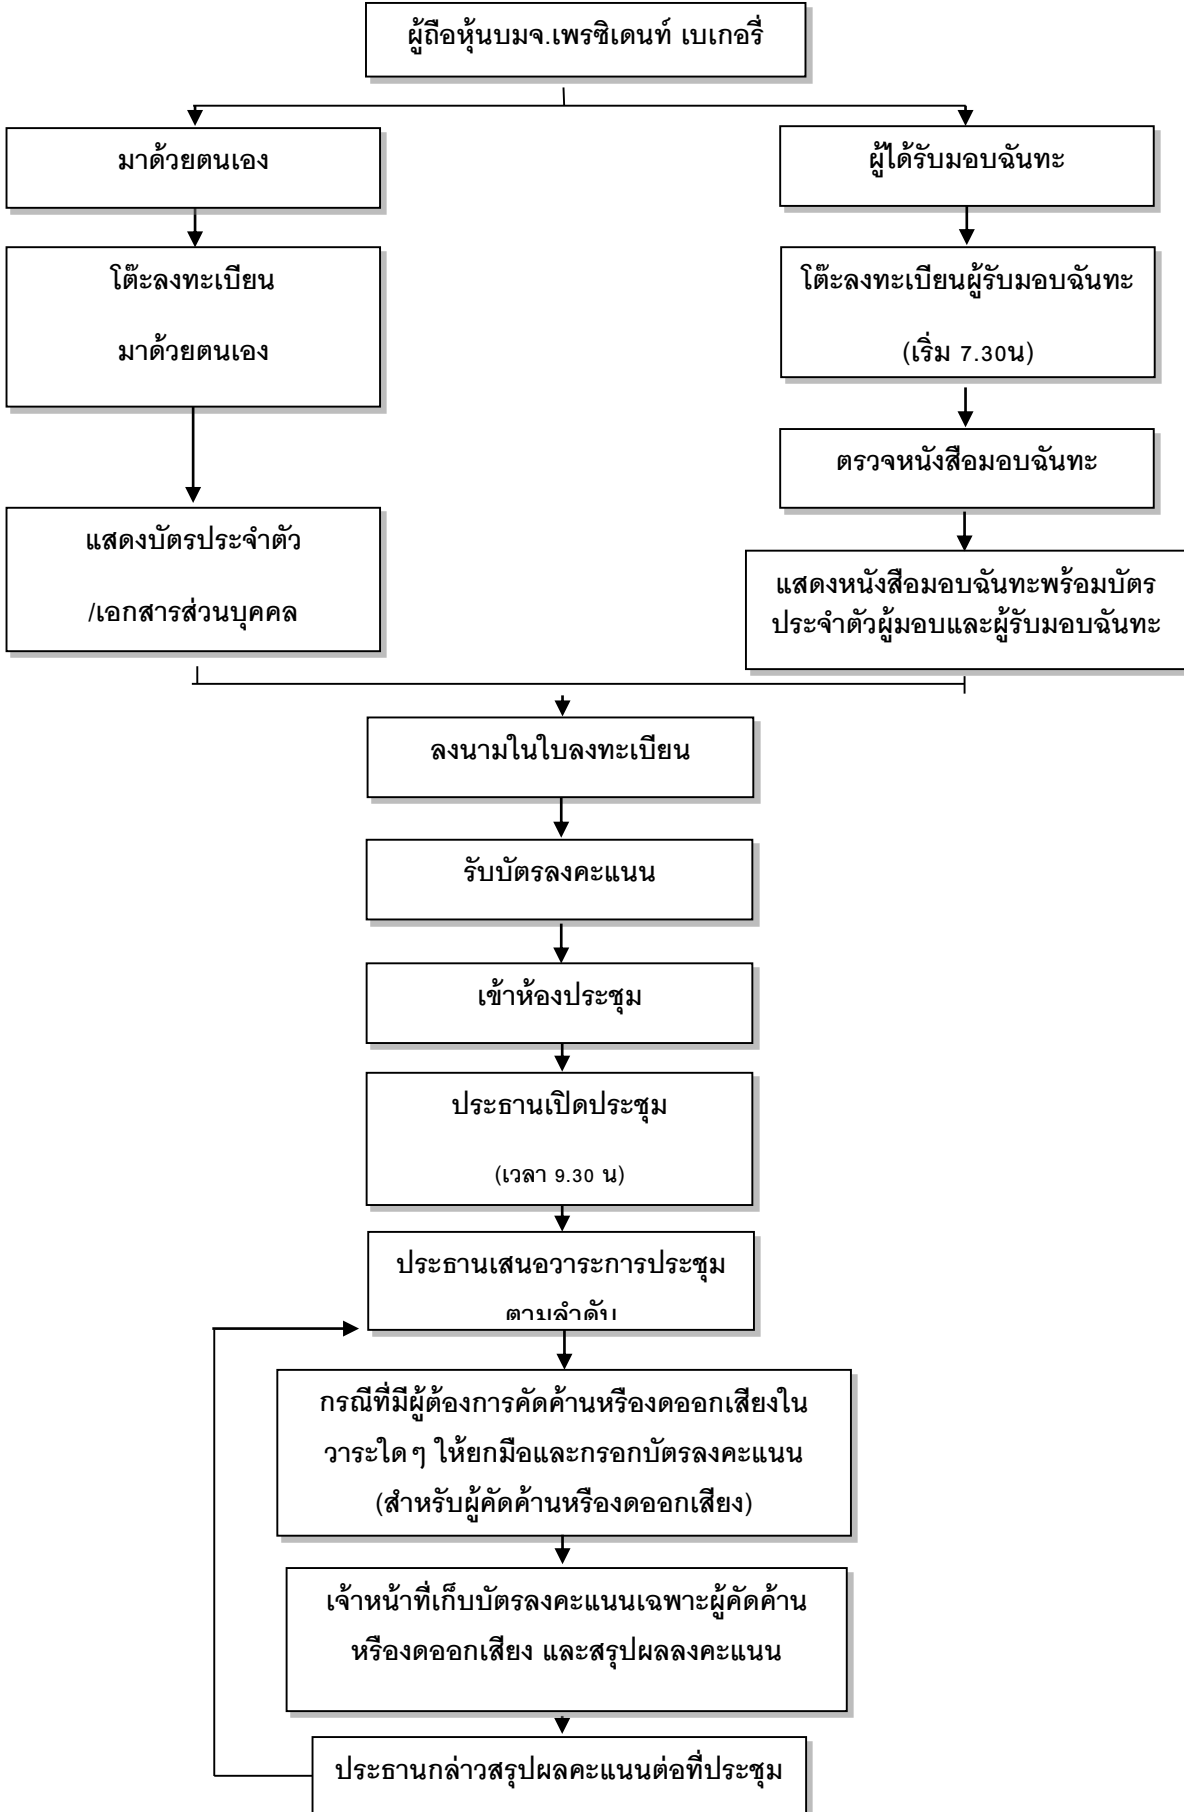 ผู้ถือหุ้นบมจ.เพรซิเดนท์ เบเกอรี่
มาด้วยตนเอง
ผู้ได้รับมอบฉันทะ
โต๊ะลงทะเบียน
มาด้วยตนเอง
โต๊ะลงทะเบียนผู้รับมอบฉันทะ
(เริ่ม 7.30น)
ตรวจหนังสือมอบฉันทะ
แสดงบัตรประจำตัว
/เอกสารส่วนบุคคล
แสดงหนังสือมอบฉันทะพร้อมบัตร
ประจำตัวผู้มอบและผู้รับมอบฉันทะ
ลงนามในใบลงทะเบียน
รับบัตรลงคะแนน
เข้าห้องประชุม
ประธานเปิดประชุม
(เวลา 9.30 น)
ประธานเสนอวาระการประชุม
ตามลำดับ
กรณีที่มีผู้ต้องการคัดค้านหรืองดออกเสียงใน
วาระใดๆ ให้ยกมือและกรอกบัตรลงคะแนน
(สำหรับผู้คัดค้านหรืองดออกเสียง)
เจ้าหน้าที่เก็บบัตรลงคะแนนเฉพาะผู้คัดค้าน
หรืองดออกเสียง และสรุปผลลงคะแนน
ประธานกล่าวสรุปผลคะแนนต่อที่ประชุม